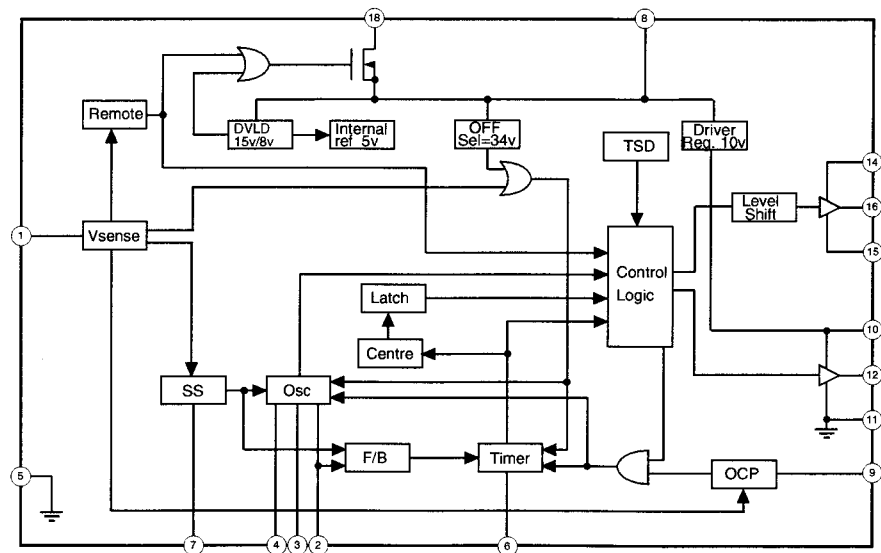 18
8
Remote
DVLD
15v/8v
Internal
ref 5v
OFF
Sel=34v
TSD
Driver
Reg. 10v
14
Level
Shift
16
1
Vsense
15
Control
Logic
Latch
Centre
10
SS
Osc
12
11
F/B
Timer
OCP
9
5
7
4
3
2
6